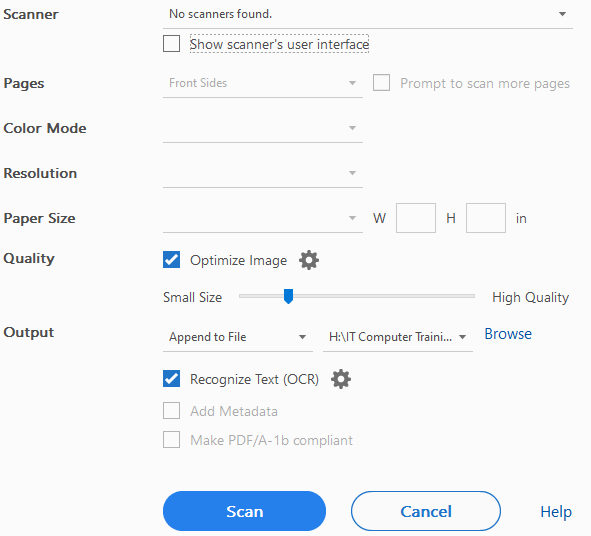 Scanner No scanners found.
Show scanner's user interface
Pages Front Sides Prompt to scan more pages
Color Mode
Resolution
Paper Size W H in
Quality Optimize Image
Small Size High Quality
Output Append to File H:\IT Computer Traini... Browse
Recognize Text (OCR)
Add Metadata
Make PDF/A-1b compliant
Scan Cancel Help